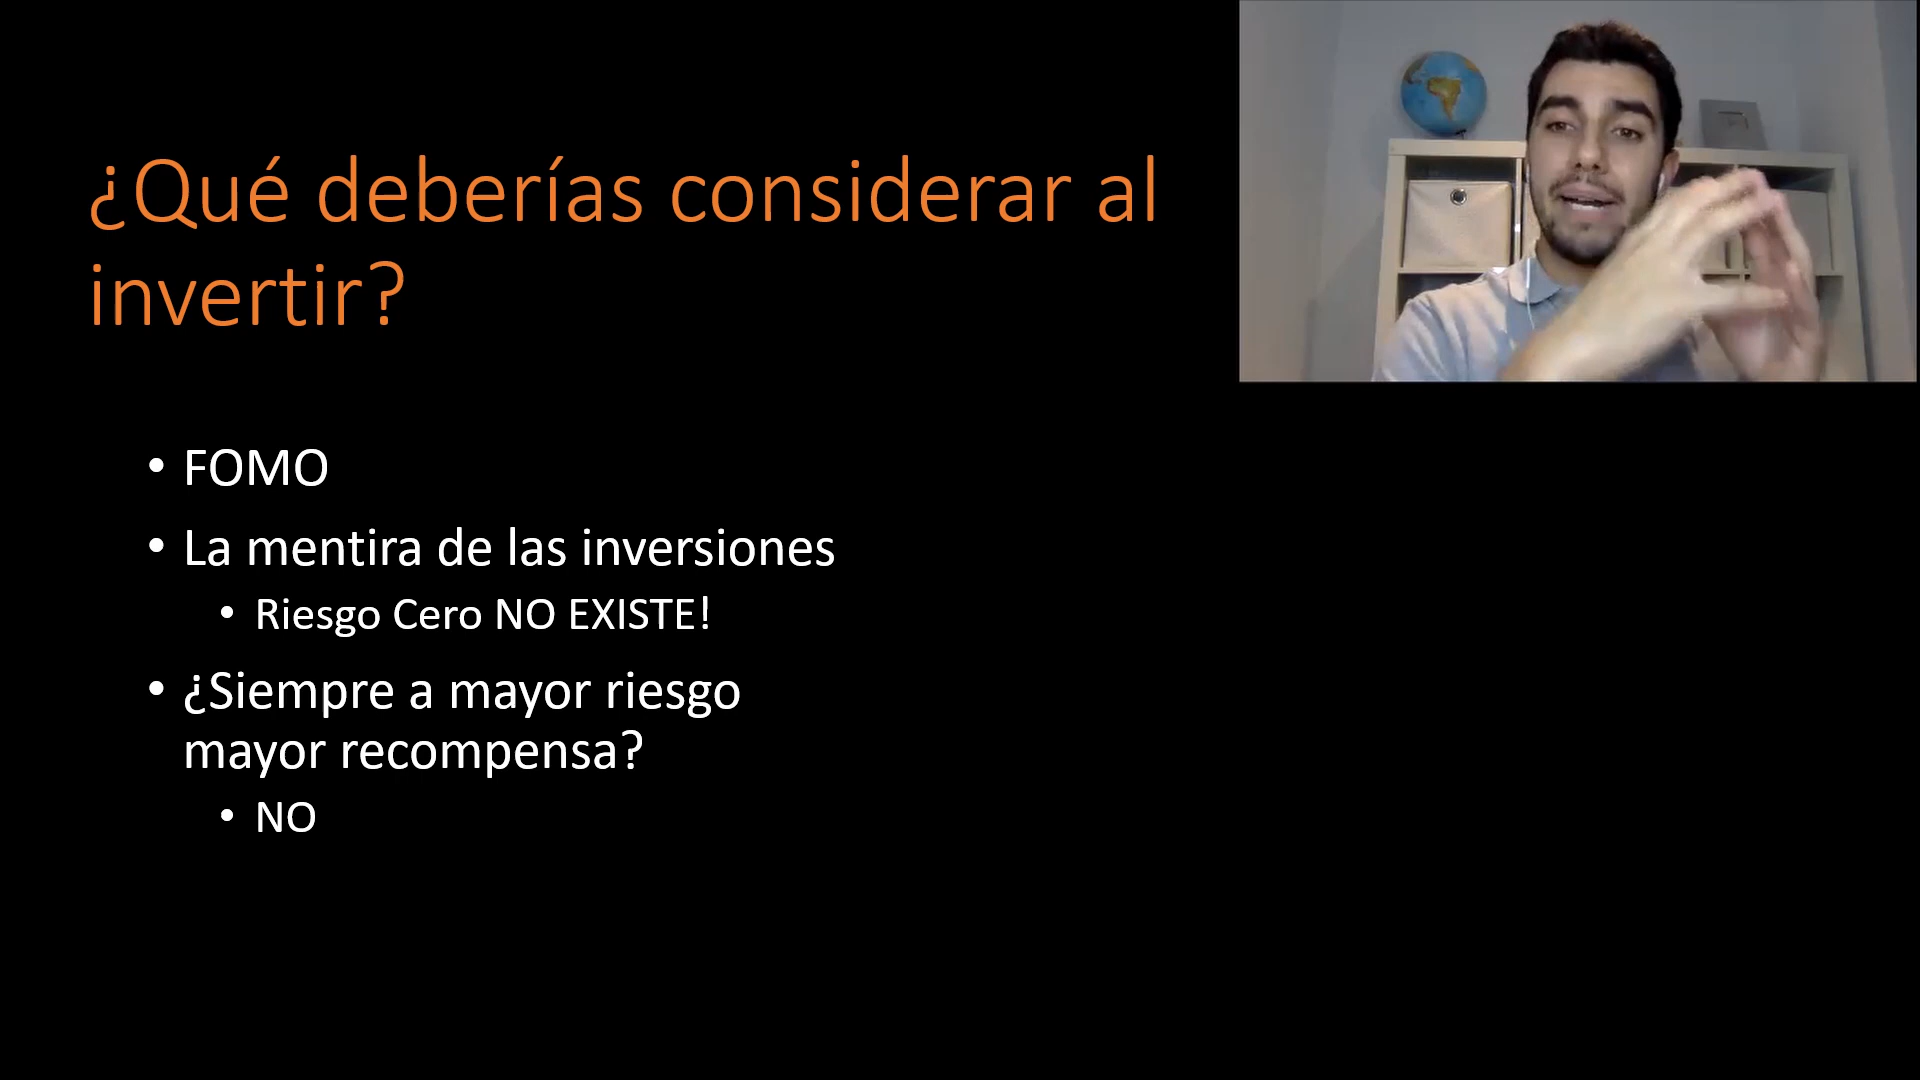 ¿Qué deberías considerar al
invertir?
• FOMO
• La mentira de las inversiones
• Riesgo Cero NO EXISTE!
• ¿Siempre a mayor riesgo
mayor recompensa?
• NO